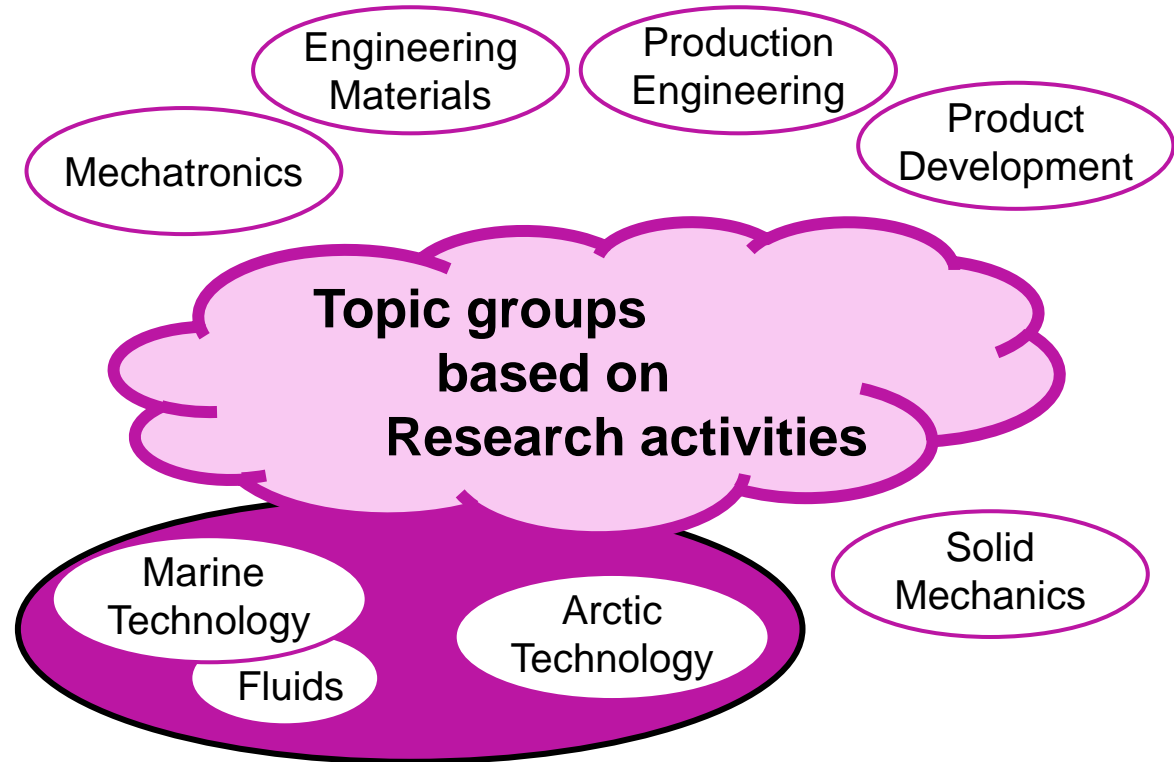 Engineering
Materials
Production
Engineering
Product
Development
Mechatronics
Topic groups
based on
Research activities
Marine
Technology
Fluids
Arctic
Technology
Solid
Mechanics